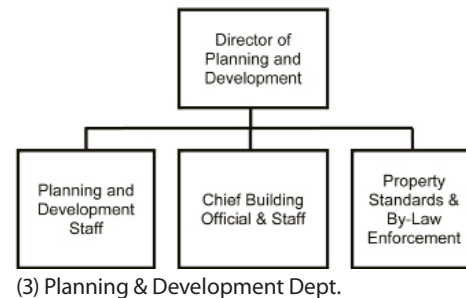 Director of
Planning and
Development
Planning and
Development
Staff
Chief Building
Official & Staff
Property
Standards &
By-Law
Enforcement
(3) Planning & Development Dept.